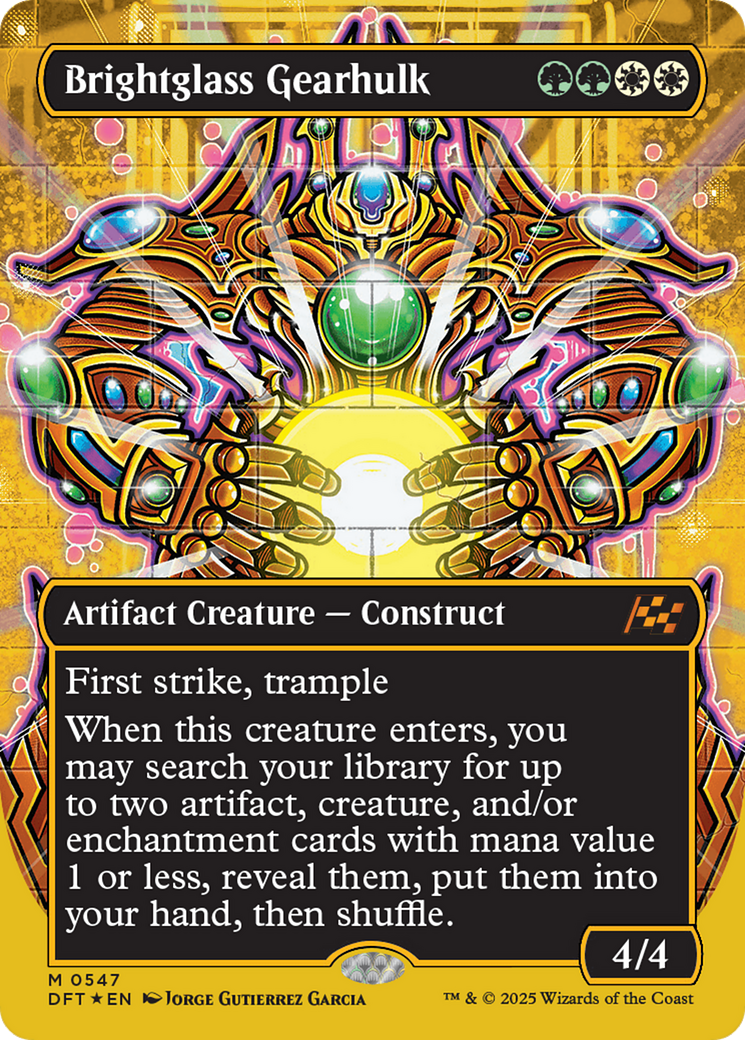 Brightglass Gearhulk
Artifact Creature — Construct
First strike, trample
When this creature enters, you
may search your library for up
to two artifact, creature, and/or
enchantment cards with mana value
1 or less, reveal them, put them into
your hand, then shuffle.
4/4
M 0547
DFT★EN Jorge Gutierrez Garcia
™ & © 2025 Wizards of the Coast